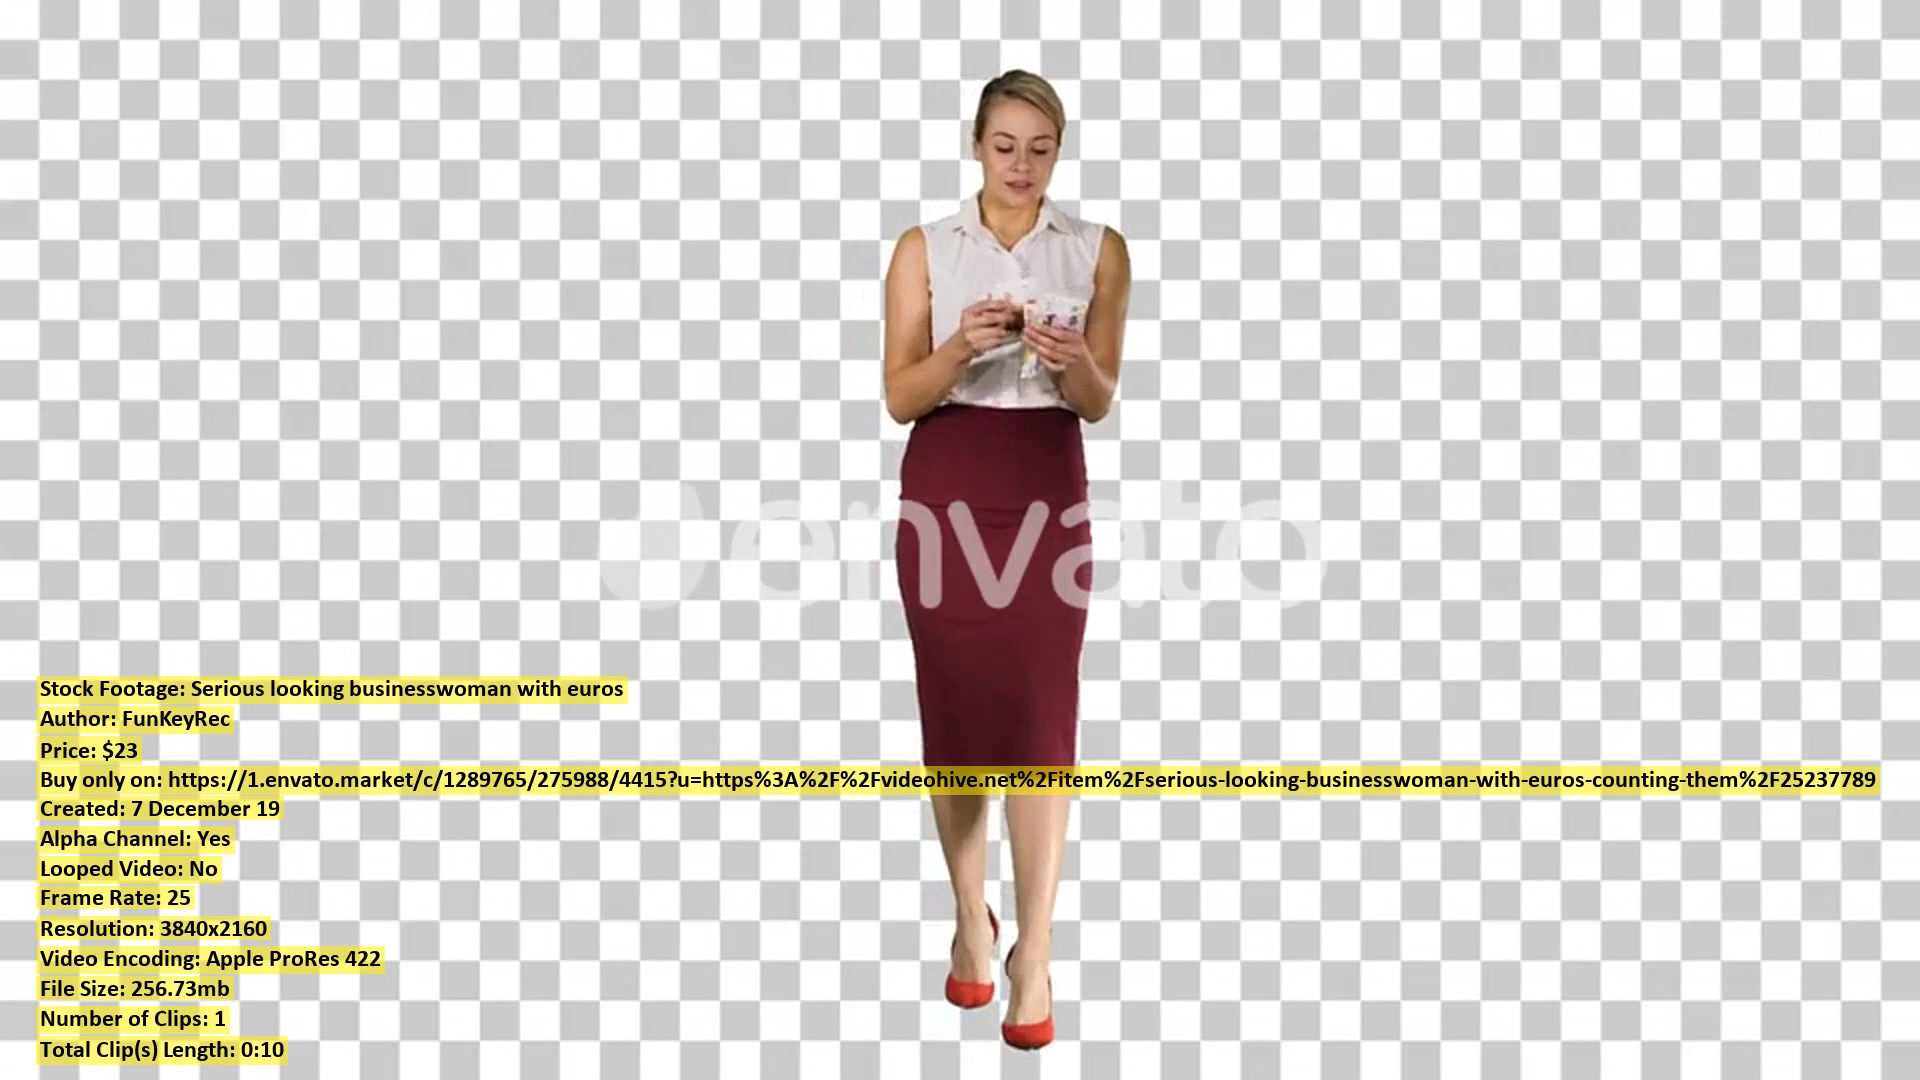 envato
Stock Footage: Serious looking businesswoman with euros
Author: FunKeyRec
Price: $23
Buy only on: https://1.envato.market/c/1289765/275988/4415?u=https%3A%2F%2Fvideohive.net%2Fitem%2Fserious-looking-businesswoman-with-euros-counting-them%2F25237789
Created: 7 December 19
Alpha Channel: Yes
Looped Video: No
Frame Rate: 25
Resolution: 3840x2160
Video Encoding: Apple ProRes 422
File Size: 256.73mb
Number of Clips: 1
Total Clip(s) Length: 0:10